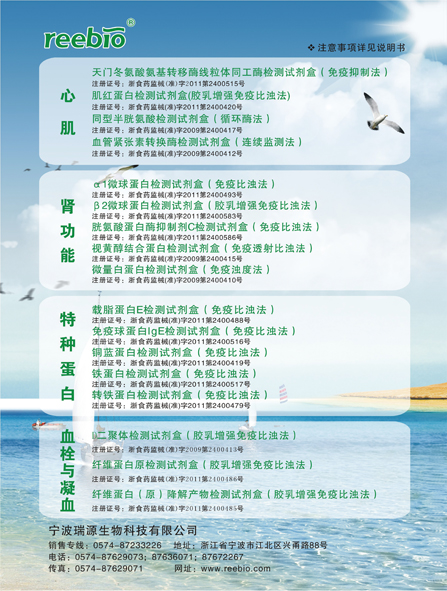 reebio®
❖ 注意事项详见说明书
心肌
天门冬氨酸氨基转移酶线粒体同工酶检测试剂盒（免疫抑制法）
注册证号：浙食药监械(准)字2011第2400515号
肌红蛋白检测试剂盒(胶乳增强免疫比浊法)
注册证号：浙食药监械(准)字2011第2400420号
同型半胱氨酸检测试剂盒（循环酶法）
注册证号：浙食药监械(准)字2009第2400417号
血管紧张素转换酶检测试剂盒（连续监测法）
注册证号：浙食药监械(准)字2009第2400412号
肾功能
α1微球蛋白检测试剂盒（免疫比浊法）
注册证号：浙食药监械(准)字2011第2400493号
β2微球蛋白检测试剂盒（胶乳增强免疫比浊法）
注册证号：浙食药监械(准)字2011第2400583号
胱氨酸蛋白酶抑制剂C检测试剂盒（免疫比浊法）
注册证号：浙食药监械(准)字2011第2400586号
视黄醇结合蛋白检测试剂盒（免疫透射比浊法）
注册证号：浙食药监械(准)字2009第2400415号
微量白蛋白检测试剂盒（免疫浊度法）
注册证号：浙食药监械(准)字2009第2400410号
特种蛋白
载脂蛋白E检测试剂盒（免疫比浊法）
注册证号：浙食药监械(准)字2011第2400488号
免疫球蛋白IgE检测试剂盒（免疫比浊法）
注册证号：浙食药监械(准)字2011第2400516号
铜蓝蛋白检测试剂盒（免疫比浊法）
注册证号：浙食药监械(准)字2011第2400419号
铁蛋白检测试剂盒（免疫比浊法）
注册证号：浙食药监械(准)字2011第2400517号
转铁蛋白检测试剂盒（免疫比浊法）
注册证号：浙食药监械(准)字2011第2400479号
血栓与凝血
D二聚体检测试剂盒（胶乳增强免疫比浊法）
注册证号：浙食药监械(准)字2009第2400413号
纤维蛋白原检测试剂盒（胶乳增强免疫比浊法）
注册证号：浙食药监械(准)字2011第2400486号
纤维蛋白（原）降解产物检测试剂盒（胶乳增强免疫比浊法）
注册证号：浙食药监械(准)字2011第2400485号
宁波瑞源生物科技有限公司
销售专线：0574-87233226 地址：浙江省宁波市江北区兴甬路88号
电话：0574-87629073; 87636071; 87672267
传真：0574-87629071 网址：www.reebio.com